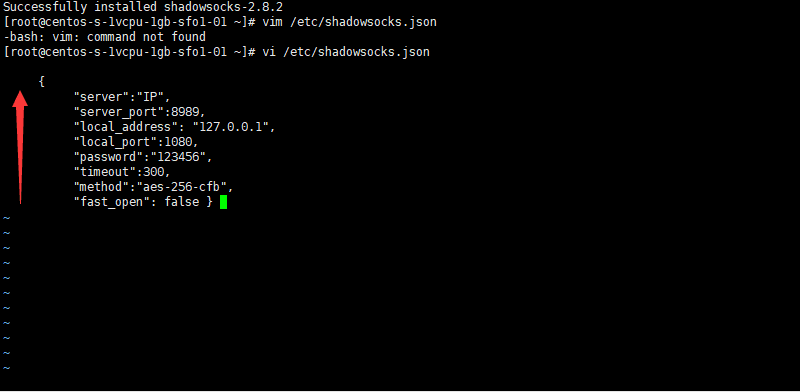 Successfully installed shadowsocks-2.8.2
[root@centos-s-1vcpu-1gb-sfo1-01 ~]# vim /etc/shadowsocks.json
-bash: vim: command not found
[root@centos-s-1vcpu-1gb-sfo1-01 ~]# vi /etc/shadowsocks.json
{
"server":"IP",
"server_port":8989,
"local_address": "127.0.0.1",
"local_port":1080,
"password":"123456",
"timeout":300,
"method":"aes-256-cfb",
"fast_open": false }
~
~
~
~
~
~
~
~
~
~
~